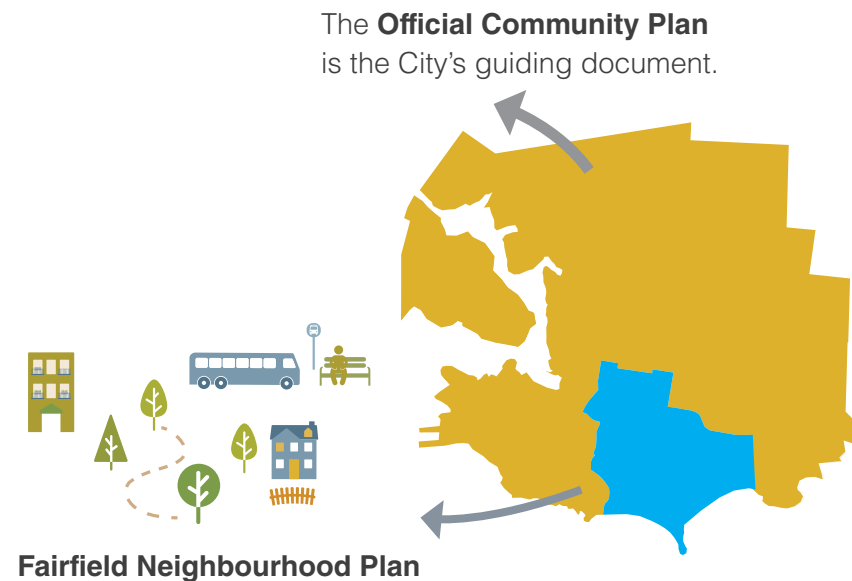 The Official Community Plan
is the City’s guiding document.
Fairfield Neighbourhood Plan